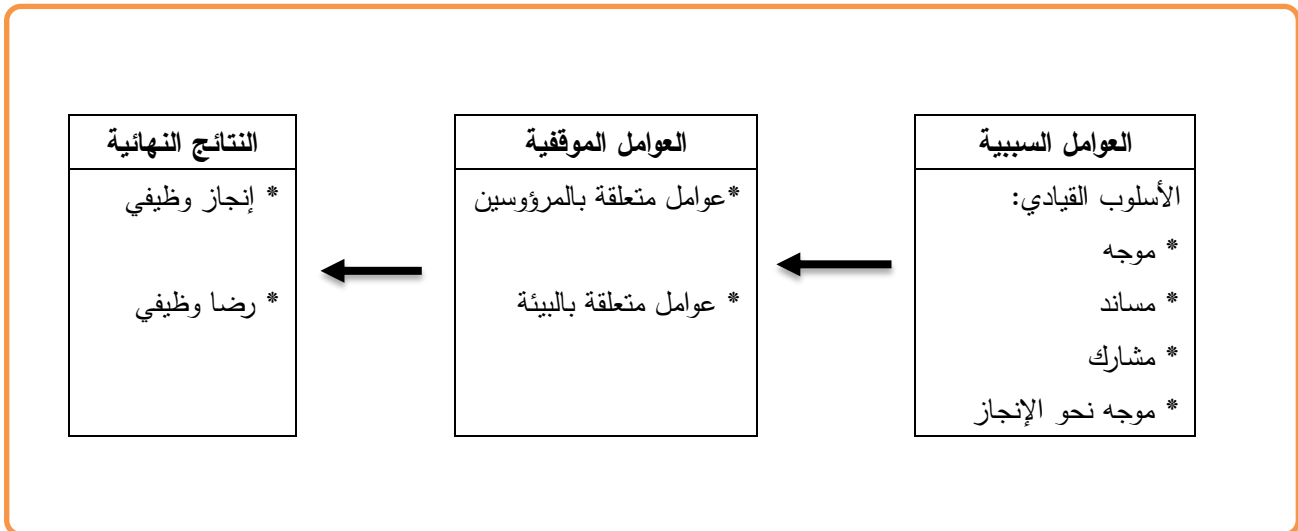 العوامل السببية
الأسلوب القيادي:
* موجه
* مساند
* مشارك
* موجه نحو الإنجاز
العوامل الموقفية
*عوامل متعلقة بالمرؤوسين
* عوامل متعلقة بالبيئة
النتائج النهائية
* إنجاز وظيفي
* رضا وظيفي